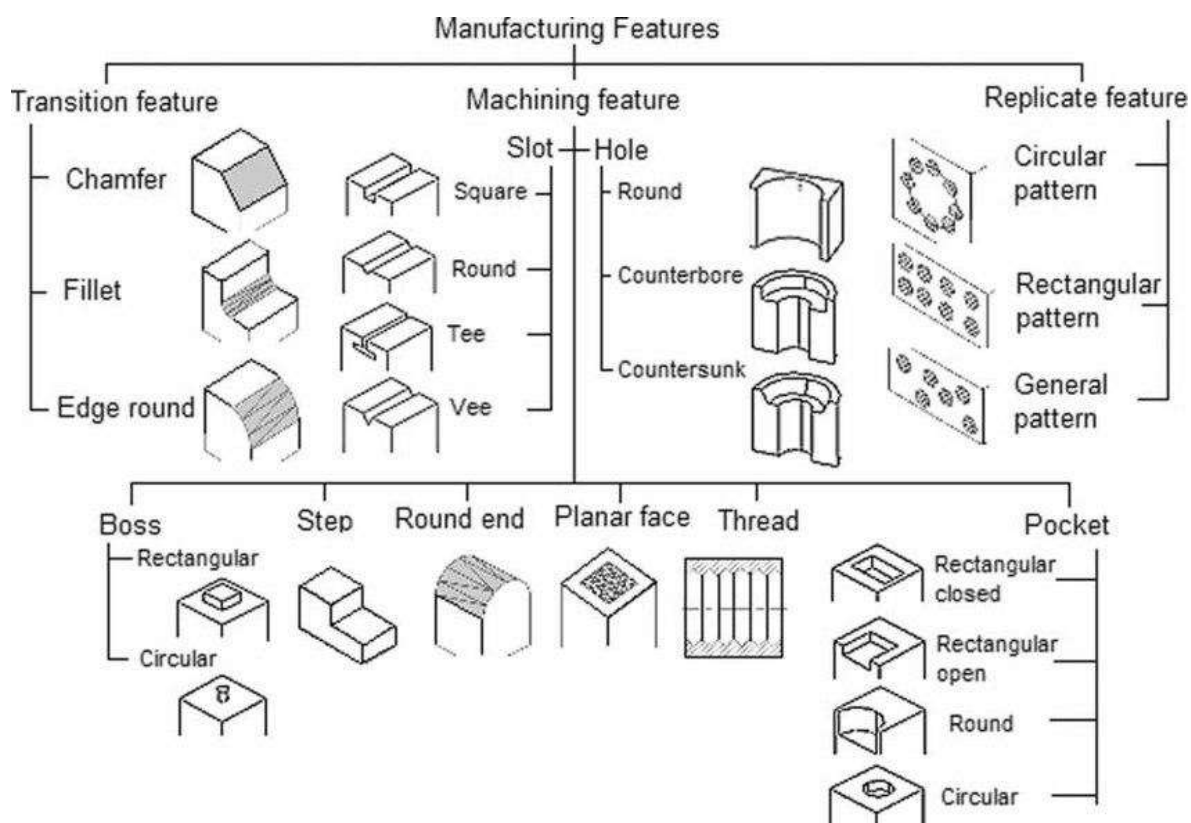 Manufacturing Features
Transition feature
Machining feature
Replicate feature
Chamfer
Fillet
Edge round
Slot
Square
Round
Tee
Vee
Hole
Round
Counterbore
Countersunk
Circular
pattern
Rectangular
pattern
General
pattern
Boss
Rectangular
Circular
Step
Round end
Planar face
Thread
Pocket
Rectangular
closed
Rectangular
open
Round
Circular